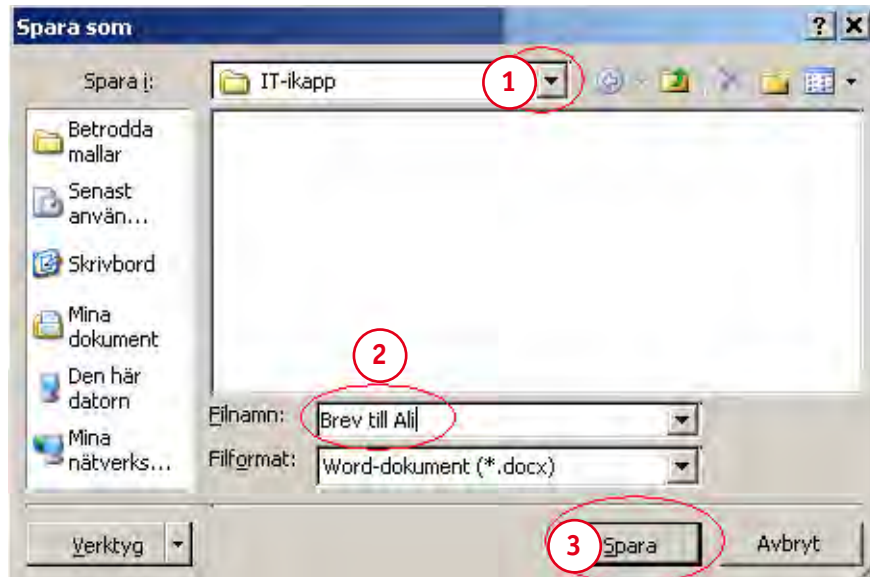 Spara som
Spara i:
IT-ikapp
1
Betrodda
mallar
Senast
använ...
Skrivbord
Mina
dokument
Den här
datorn
Mina
nätverks...
2
Filnamn:
Brev till Ali
Filformat:
Word-dokument (*.docx)
Verktyg
3
Spara
Avbryt